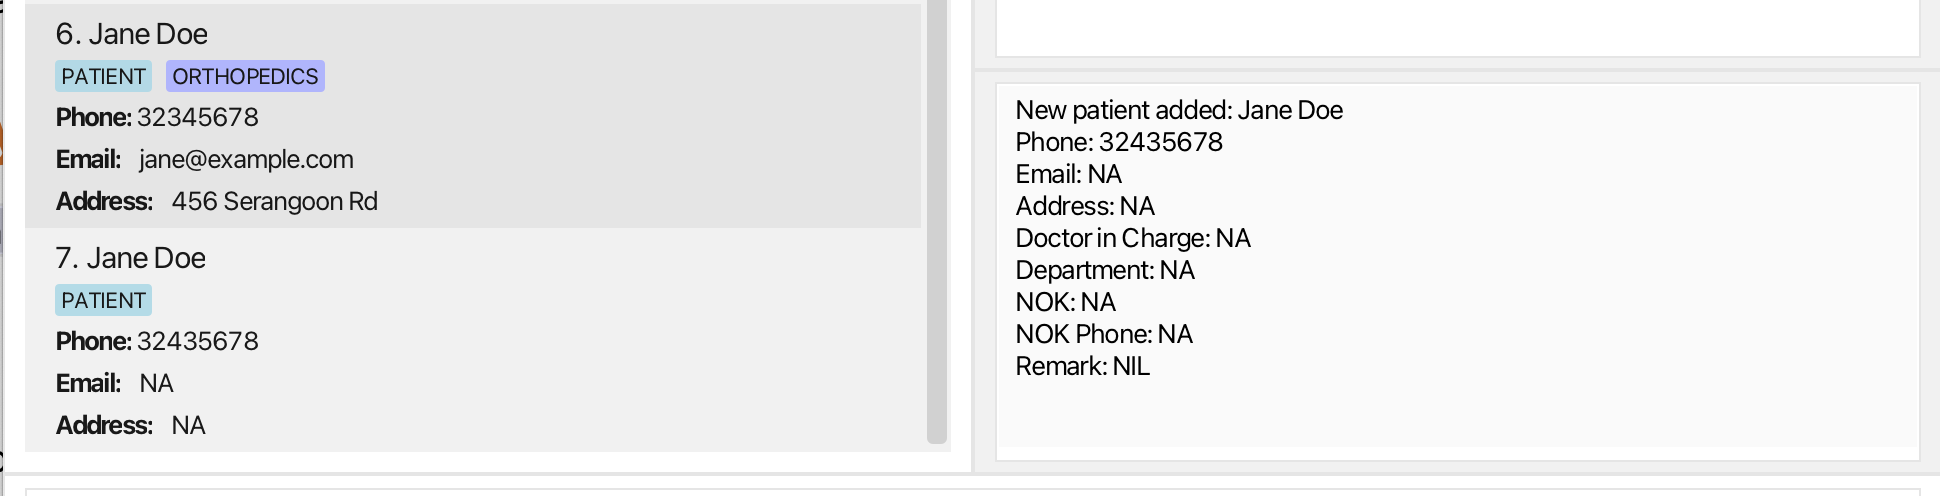 6. Jane Doe
PATIENT ORTHOPEDICS
Phone: 32345678
Email: jane@example.com
Address: 456 Serangoon Rd
7. Jane Doe
PATIENT
Phone: 32435678
Email: NA
Address: NA
New patient added: Jane Doe
Phone: 32435678
Email: NA
Address: NA
Doctor in Charge: NA
Department: NA
NOK: NA
NOK Phone: NA
Remark: NIL